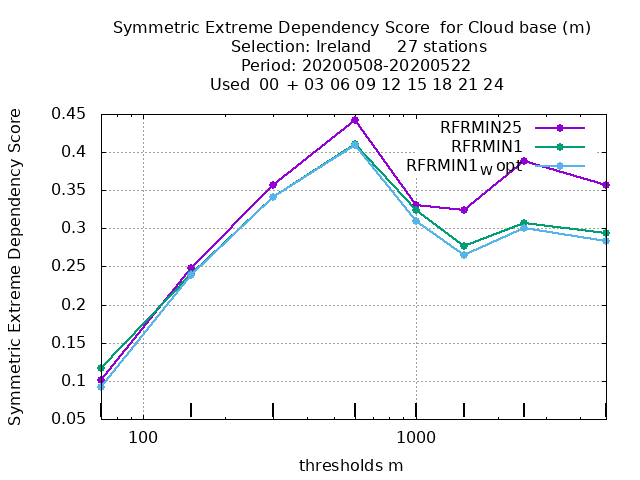 Symmetric Extreme Dependency Score for Cloud base (m)
Selection: Ireland 27 stations
Period: 20200508-20200522
Used 00 + 03 06 09 12 15 18 21 24
Symmetric Extreme Dependency Score
0.45
0.4
0.35
0.3
0.25
0.2
0.15
0.1
0.05
RFRMIN25
RFRMIN1
RFRMIN1W opt
100 1000
thresholds m